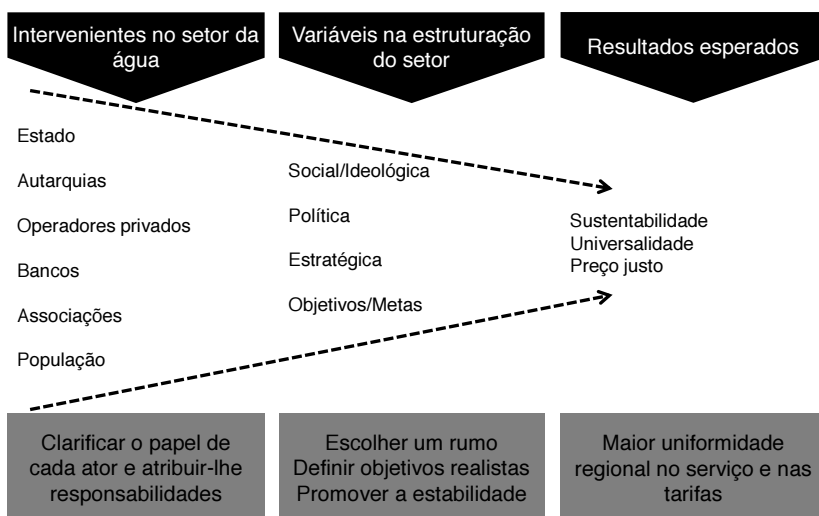 Intervenientes no setor da
água
Variáveis na estruturação
do setor
Resultados esperados
Estado
Autarquias
Operadores privados
Bancos
Associações
População
Social/Ideológica
Política
Estratégica
Objetivos/Metas
Sustentabilidade
Universalidade
Preço justo
Clarificar o papel de
cada ator e atribuir-lhe
responsabilidades
Escolher um rumo
Definir objetivos realistas
Promover a estabilidade
Maior uniformidade
regional no serviço e nas
tarifas